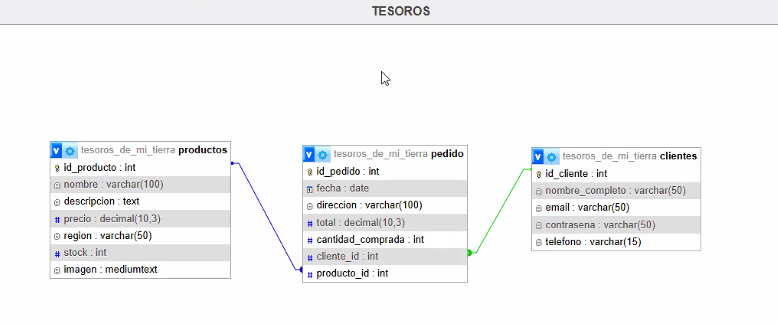 TESOROS
v tesoros_de_mi_tierra productos
id_producto : int
nombre : varchar(100)
descripcion : text
# precio : decimal(10,3)
region : varchar(50)
# stock : int
imagen : mediumtext
v tesoros_de_mi_tierra pedido
id_pedido : int
fecha : date
direccion : varchar(100)
# total : decimal(10,3)
# cantidad_comprada : int
# cliente_id : int
# producto_id : int
v tesoros_de_mi_tierra clientes
id_cliente : int
nombre_completo : varchar(50)
email : varchar(50)
contrasena : varchar(50)
telefono : varchar(15)